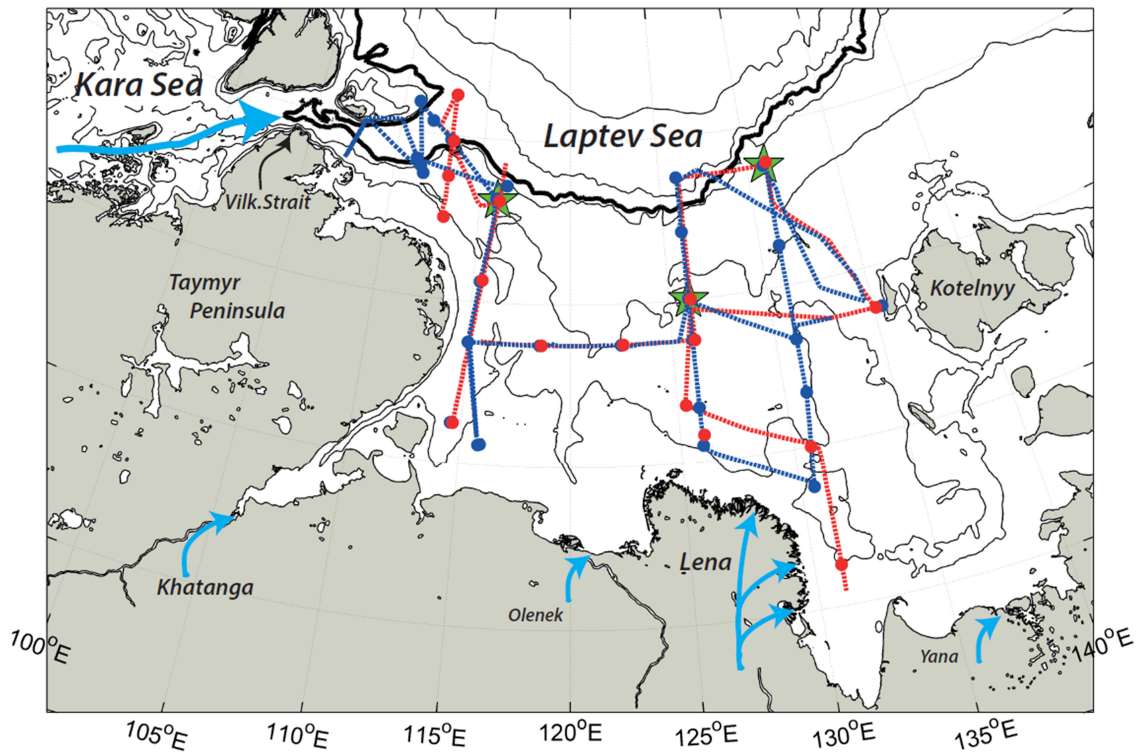 Kara Sea
Laptev Sea
Vilk.Strait
Taymyr
Peninsula
Kotelnyy
Lena
Khatanga
Olenek
Yana
100°E
140°E
105°E
110°E
115°E
120°E
125°E
130°E
135°E